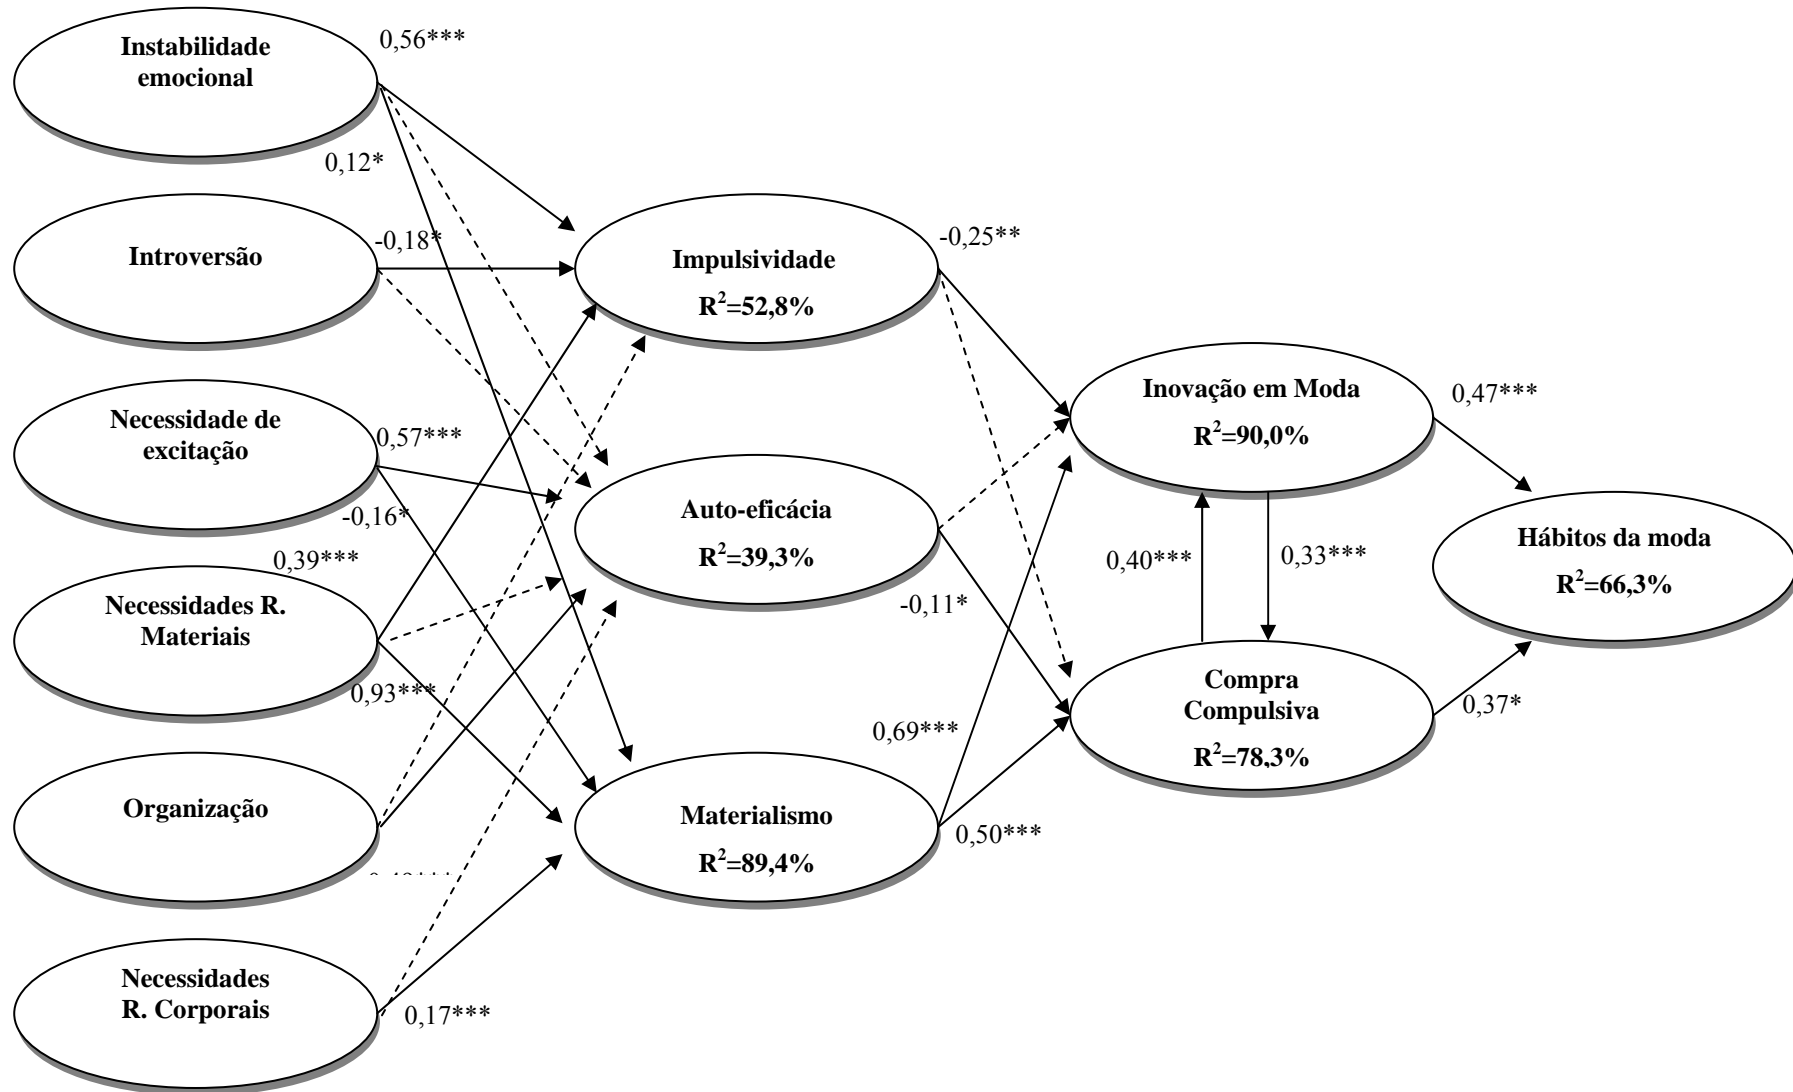 Instabilidade
emocional
0,56***
0,12*
Introversão
-0,18*
Impulsividade
R²=52,8%
-0,25**
Necessidade de
excitação
0,57***
-0,16*
Inovação em Moda
R²=90,0%
0,47***
Auto-eficácia
R²=39,3%
-0,11*
0,40***
0,33***
Hábitos da moda
R²=66,3%
0,39***
Necessidades R.
Materiais
0,93***
Compra
Compulsiva
R²=78,3%
0,37*
0,69***
Organização
Materialismo
R²=89,4%
0,50***
Necessidades
R. Corporais
0,17***